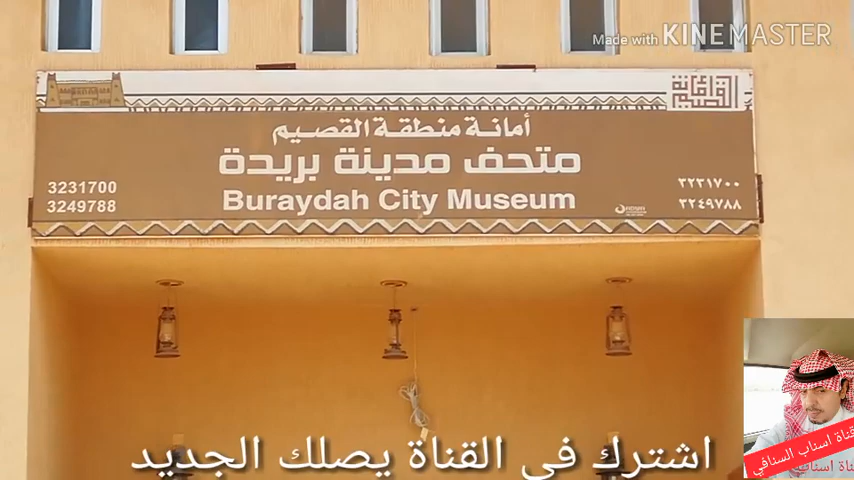 Made with KINEMASTER
أمانة منطقة القصيم
متحف مدينة بريدة
Buraydah City Museum
3231700
3249788
٣٢٣١٧٠٠
٣٢٤٩٧٨٨
اشترك في القناة يصلك الجديد
قناة اسناب السنافي